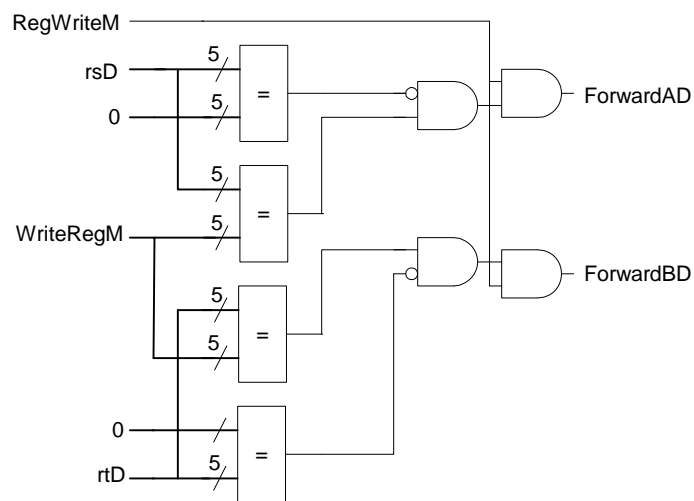 RegWriteM
5
rsD
=
5
0
ForwardAD
5
=
5
WriteRegM
ForwardBD
5
=
5
0
=
5
rtD